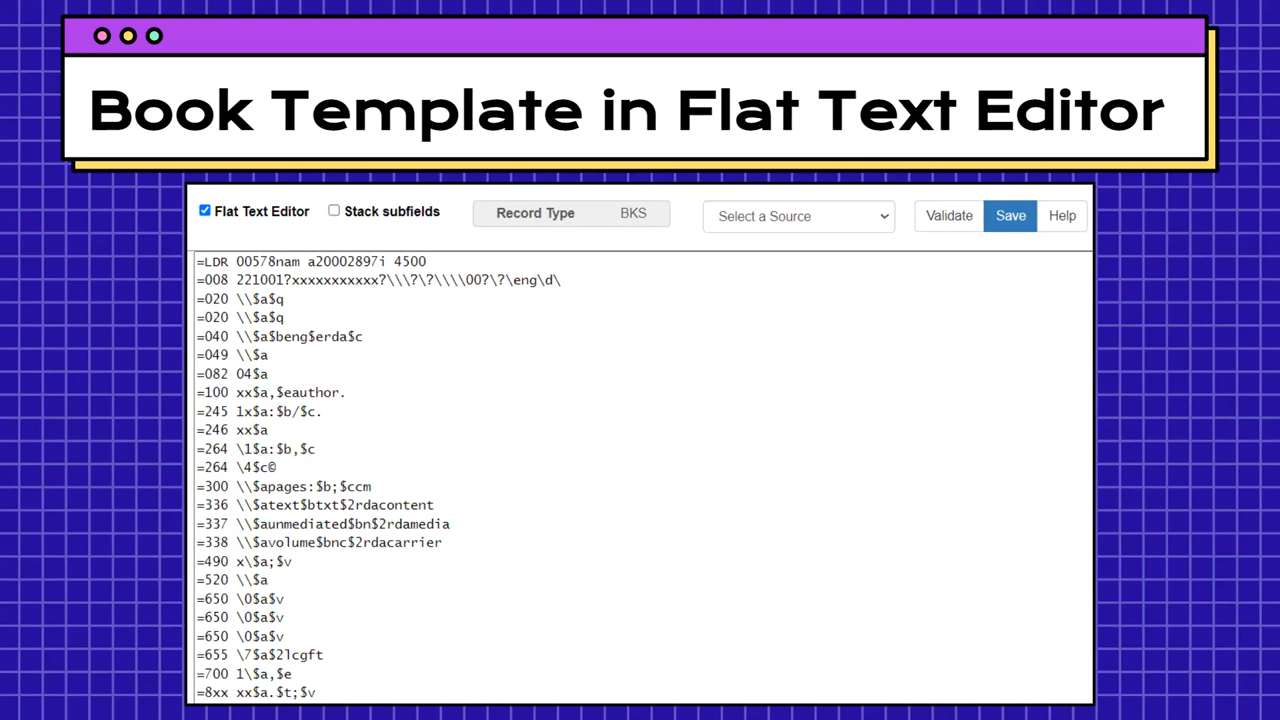 Book Template in Flat Text Editor
Flat Text Editor Stack subfields Record Type BKS Select a Source Validate Save Help
=LDR 00578nam a20002897i 4500
=008 221001?xxxxxxxxxxx?\\\?\?\\\\00?\?\eng\d\
=020 \\$a$q
=020 \\$a$q
=040 \\$a$beng$erda$c
=049 \\$a
=082 04$a
=100 xx$a,$eauthor.
=245 1x$a:$b/$c.
=246 xx$a
=264 \1$a:$b,$c
=264 \4$c©
=300 \\$apages:$b;$ccm
=336 \\$atext$btxt$2rdacontent
=337 \\$aunmediated$bn$2rdamedia
=338 \\$avolume$bnc$2rdacarrier
=490 x\$a;$v
=520 \\$a
=650 \0$a$v
=650 \0$a$v
=650 \0$a$v
=655 \7$a$2lcgft
=700 1\$a,$e
=8xx xx$a.$t;$v